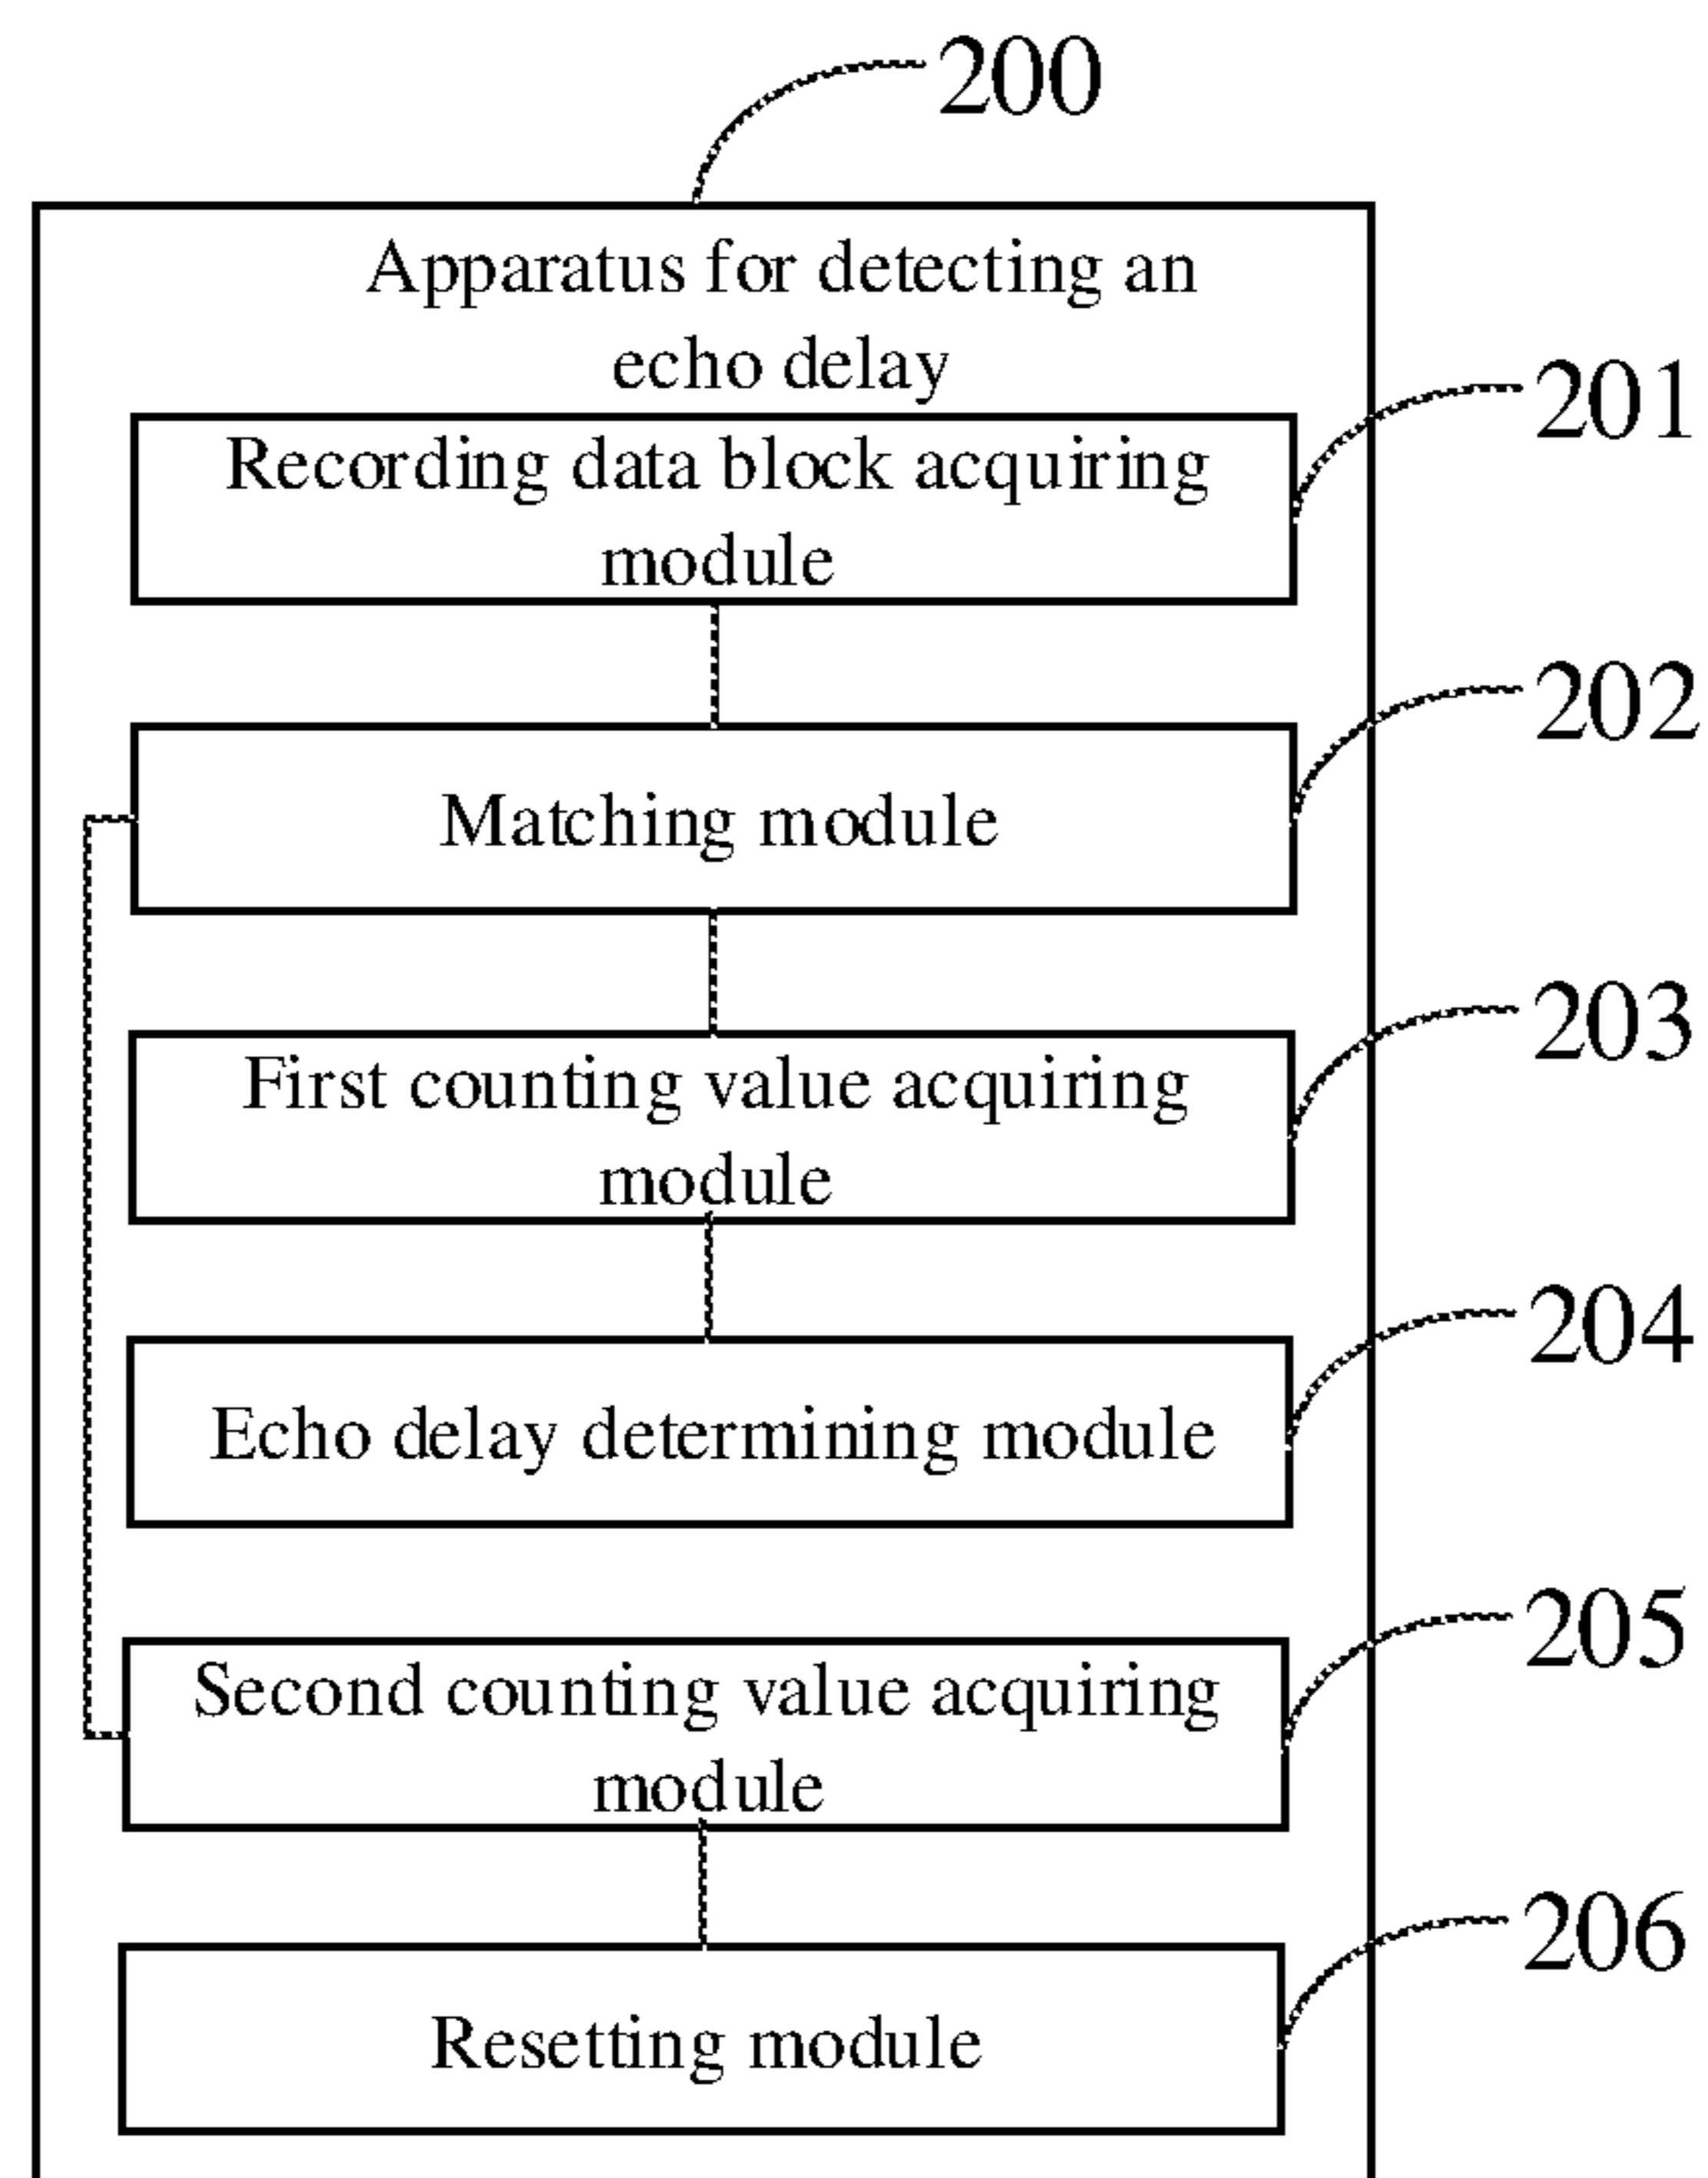 200
Apparatus for detecting an
echo delay
201
Recording data block acquiring
module
202
Matching module
203
First counting value acquiring
module
204
Echo delay determining module
205
Second counting value acquiring
module
206
Resetting module